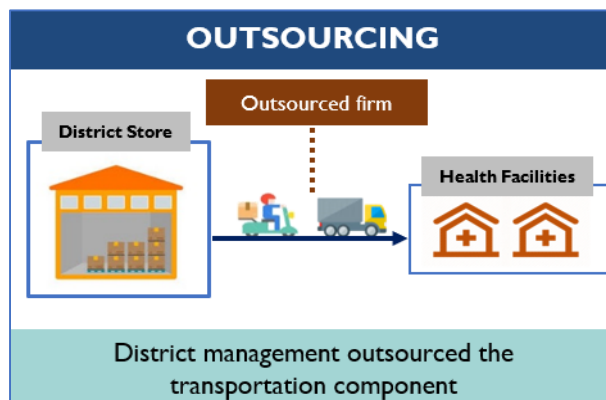 OUTSOURCING
Outsourced firm
District Store
Health Facilities
District management outsourced the
transportation component